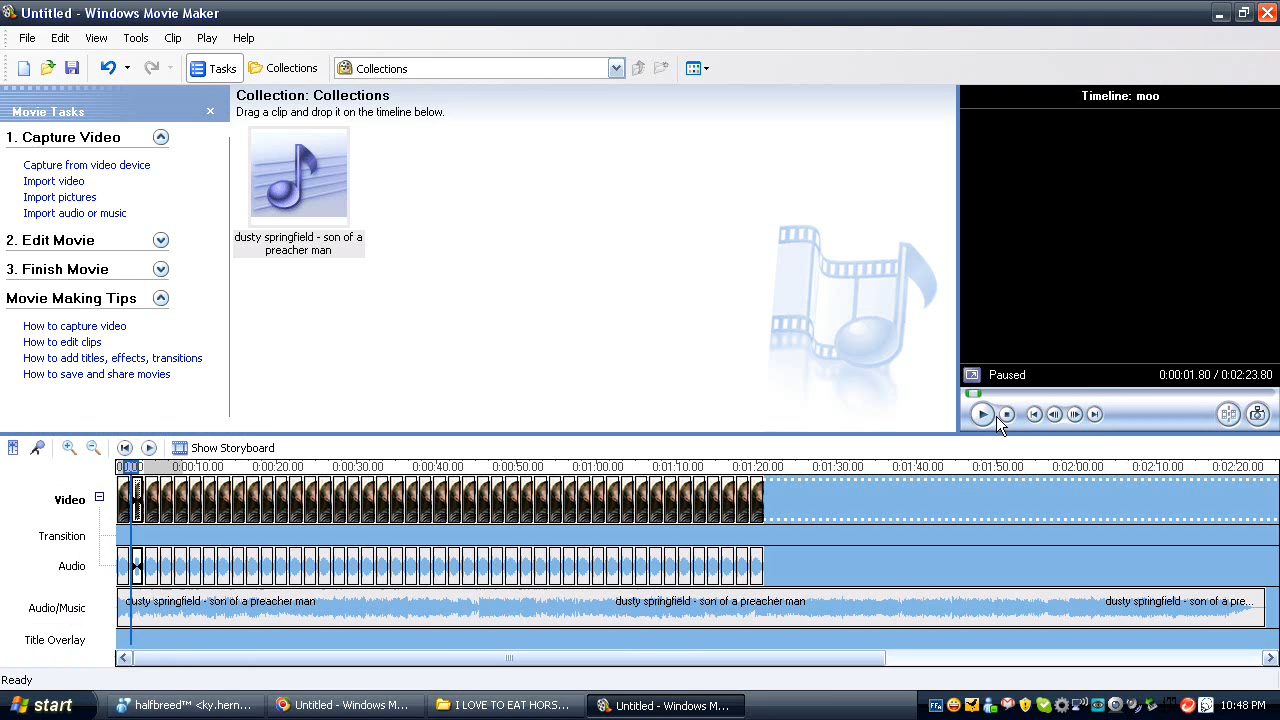 Untitled - Windows Movie Maker
File Edit View Tools Clip Play Help
Tasks Collections Collections
Movie Tasks
1. Capture Video
Capture from video device
Import video
Import pictures
Import audio or music
2. Edit Movie
3. Finish Movie
Movie Making Tips
How to capture video
How to edit clips
How to add titles, effects, transitions
How to save and share movies
Collection: Collections
Drag a clip and drop it on the timeline below.
dusty springfield - son of a
preacher man
Timeline: moo
Paused 0:00:01.80 / 0:02:23.80
Show Storyboard
0:00:10.00 0:00:20.00 0:00:30.00 0:00:40.00 0:00:50.00 0:01:00.00 0:01:10.00 0:01:20.00 0:01:30.00 0:01:40.00 0:01:50.00 0:02:00.00 0:02:10.00 0:02:20.00
Video
Transition
Audio
Audio/Music dusty springfield - son of a preacher man dusty springfield - son of a preacher man dusty springfield - son of a pre...
Title Overlay
Ready
start halfbreed™ <ky.hern... Untitled - Windows M... I LOVE TO EAT HORS... Untitled - Windows M... 10:48 PM